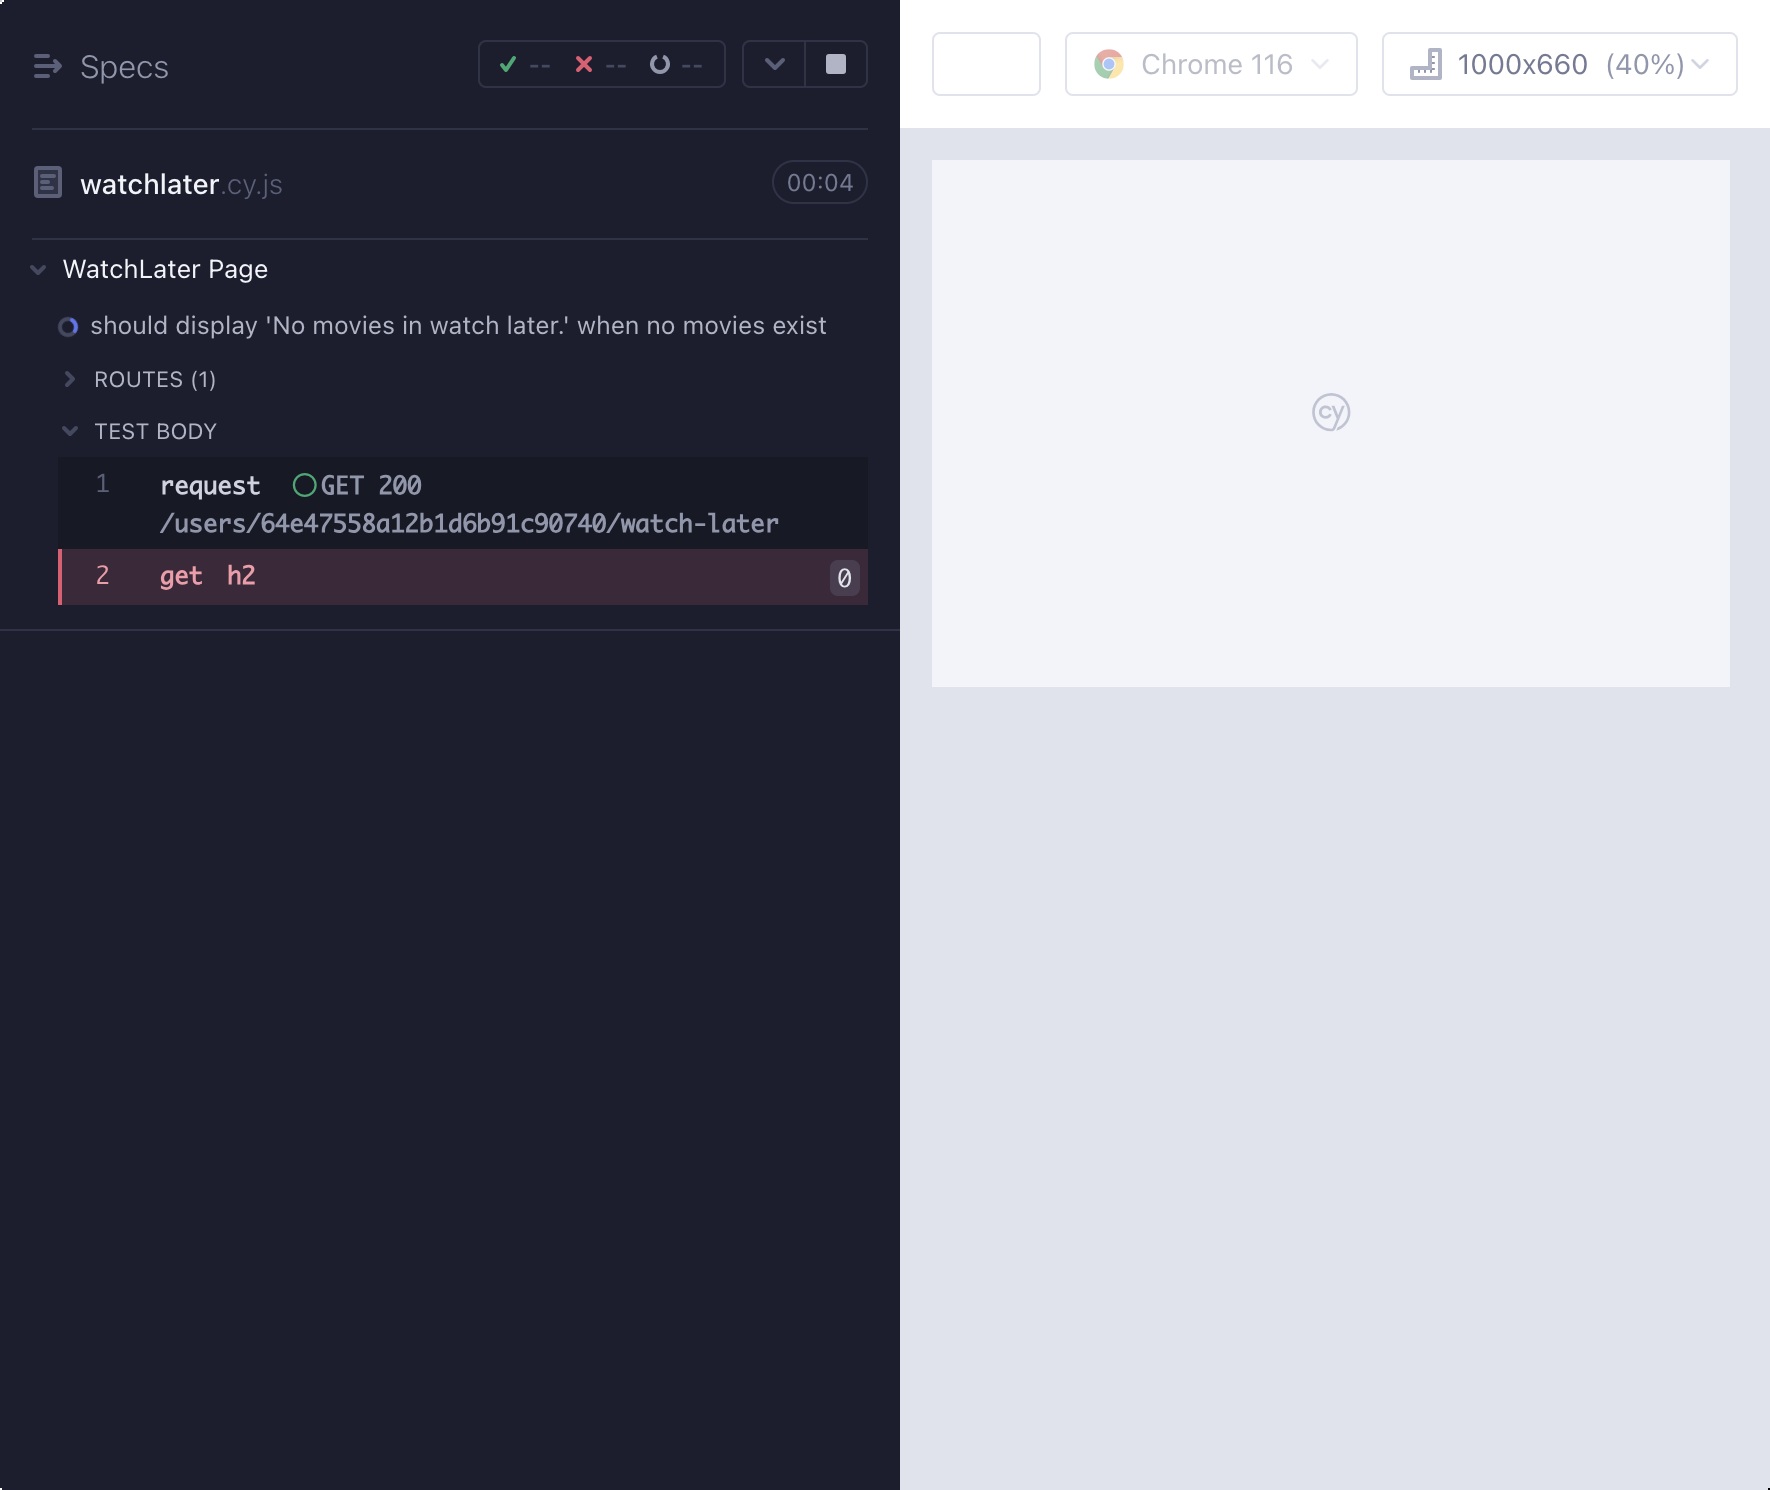 Specs
-- -- --
watchlater.cy.js
00:04
WatchLater Page
should display 'No movies in watch later.' when no movies exist
ROUTES (1)
TEST BODY
1 request GET 200
/users/64e47558a12b1d6b91c90740/watch-later
2 get h2 0
Chrome 116
1000x660 (40%)
cy